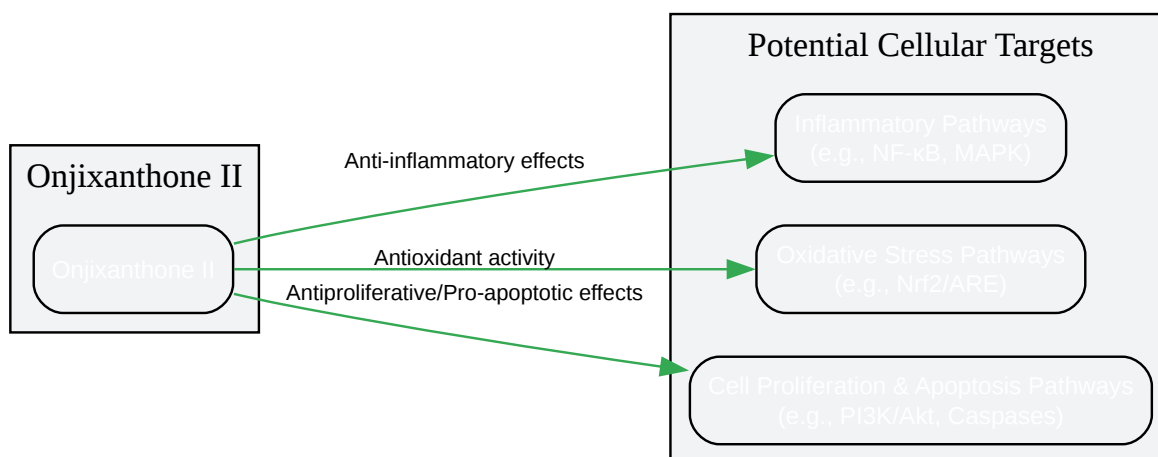 Onjixanthone II
Onjixanthone II
Anti-inflammatory effects
Antioxidant activity
Antiproliferative/Pro-apoptotic effects
Potential Cellular Targets
Inflammatory Pathways
(e.g., NF-κB, MAPK)
Oxidative Stress Pathways
(e.g., Nrf2/ARE)
Cell Proliferation & Apoptosis Pathways
(e.g., PI3K/Akt, Caspases)